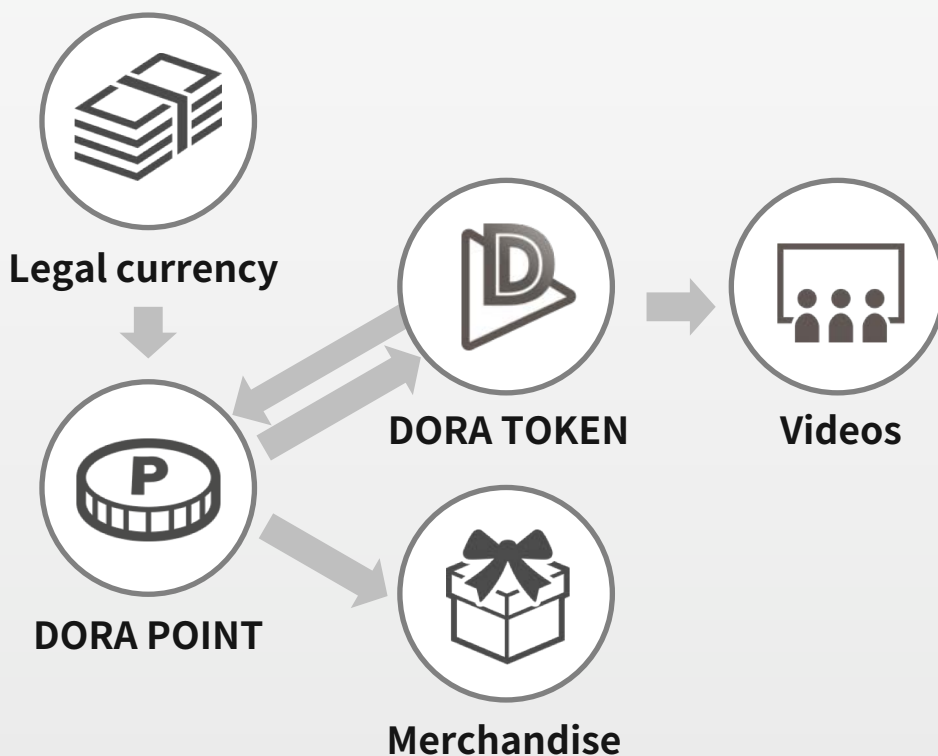 Legal currency
D
DORA TOKEN
Videos
P
DORA POINT
Merchandise